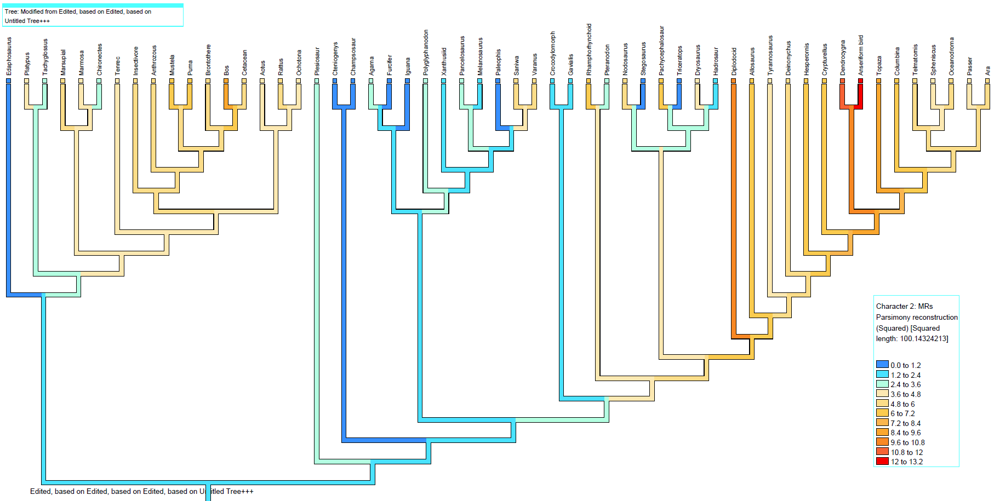 Tree: Modified from Edited, based on Edited, based on
Untitled Tree+++
Edaphosaurus
Platypus
Tachyglossus
Marsupial
Marmosa
Chironectes
Tenrec
Insectivore
Anthrozous
Mustela
Puma
Brontothere
Bos
Cetacean
Aotus
Rattus
Ochotona
Plesiosaur
Cteniogenys
Champsosaur
Agama
Furcifer
Iguana
Polyglyphanodon
Xanthusiid
Pancelosaurus
Melanosaurus
Paleophis
Saniwa
Varanus
Crocodylomorph
Gavialis
Rhamphorhynchoid
Pteranodon
Nodosaurus
Stegosaurus
Pachycephalosaur
Triceratops
Dryosaurus
Hadrosaur
Diplodocid
Allosaurus
Tyrannosaurus
Deinonychus
Hesperornis
Crypturellus
Dendrocygna
Anseriform bird
Topaza
Columbina
Telmatornis
Spheniscus
Oceanodroma
Passer
Ara
Character 2: MRs
Parsimony reconstruction
(Squared) [Squared
length: 100.14324213]
0.0 to 1.2
1.2 to 2.4
2.4 to 3.6
3.6 to 4.8
4.8 to 6
6 to 7.2
7.2 to 8.4
8.4 to 9.6
9.6 to 10.8
10.8 to 12
12 to 13.2
Edited, based on Edited, based on Edited, based on Untitled Tree+++